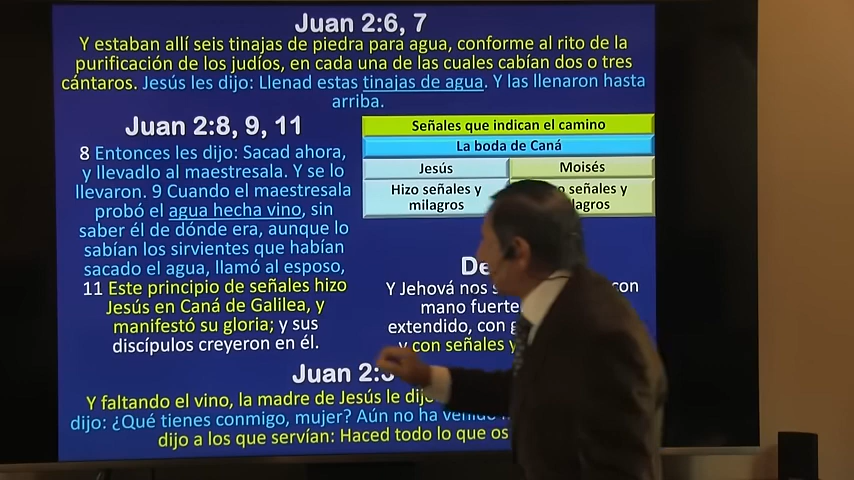 Juan 2:6, 7
Y estaban allí seis tinajas de piedra para agua, conforme al rito de la
purificación de los judíos, en cada una de las cuales cabían dos o tres
cántaros. Jesús les dijo: Llenad estas tinajas de agua. Y las llenaron hasta
arriba.
Juan 2:8, 9, 11
8 Entonces les dijo: Sacad ahora,
y llevadlo al maestresala. Y se lo
llevaron. 9 Cuando el maestresala
probó el agua hecha vino, sin
saber él de dónde era, aunque lo
sabían los sirvientes que habían
sacado el agua, llamó al esposo,
11 Este principio de señales hizo
Jesús en Caná de Galilea, y
manifestó su gloria; y sus
discípulos creyeron en él.
Señales que indican el camino
La boda de Caná
Jesús
Moisés
Hizo señales y
milagros
señales y
Y Jehová nos con
mano fuerte
extendido, con
y con señales y
Juan
Y faltando el vino, la madre de Jesús le
dijo: ¿Qué tienes conmigo, mujer? Aún no ha
dijo a los que servían: Haced todo lo que os